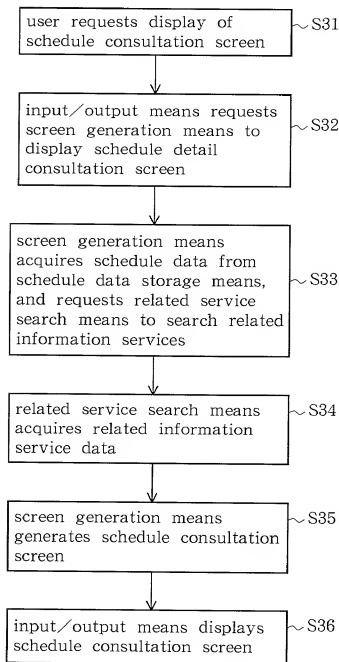 user requests display of
schedule consultation screen
S31
input/output means requests
screen generation means to
display schedule detail
consultation screen
S32
screen generation means
acquires schedule data from
schedule data storage means,
and requests related service
search means to search related
information services
S33
related service search means
acquires related information
service data
S34
screen generation means
generates schedule consultation
screen
S35
input/output means displays
schedule consultation screen
S36